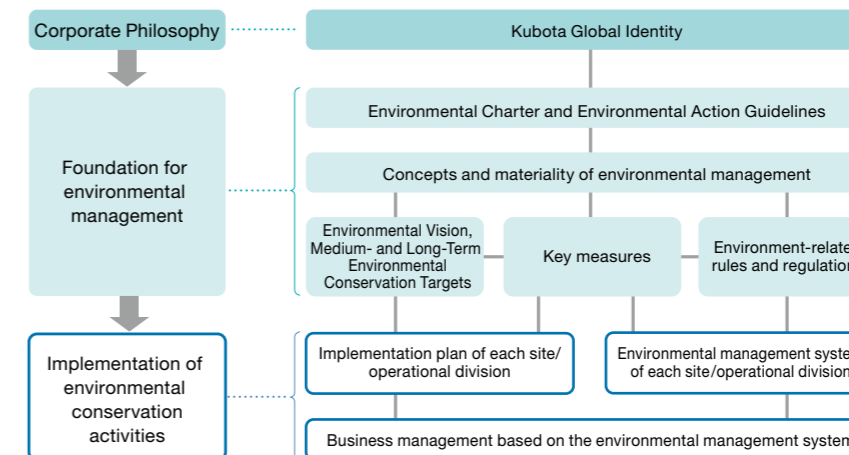 Corporate Philosophy
Kubota Global Identity
Foundation for
environmental
management
Environmental Charter and Environmental Action Guidelines
Concepts and materiality of environmental management
Environmental Vision,
Medium- and Long-Term
Environmental
Conservation Targets
Key measures
Environment-relate
rules and regulation
Implementation of
environmental
conservation
activities
Implementation plan of each site/
operational division
Environmental management syste
of each site/operational division
Business management based on the environmental management system